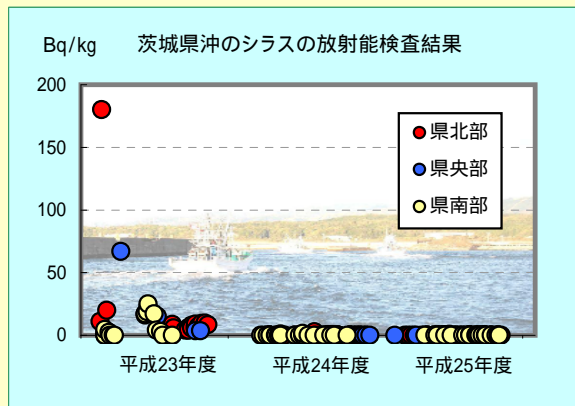 Bq/kg 茨城県沖のシラスの放射能検査結果
200
150
100
50
0
県北部
県央部
県南部
平成23年度 平成24年度 平成25年度